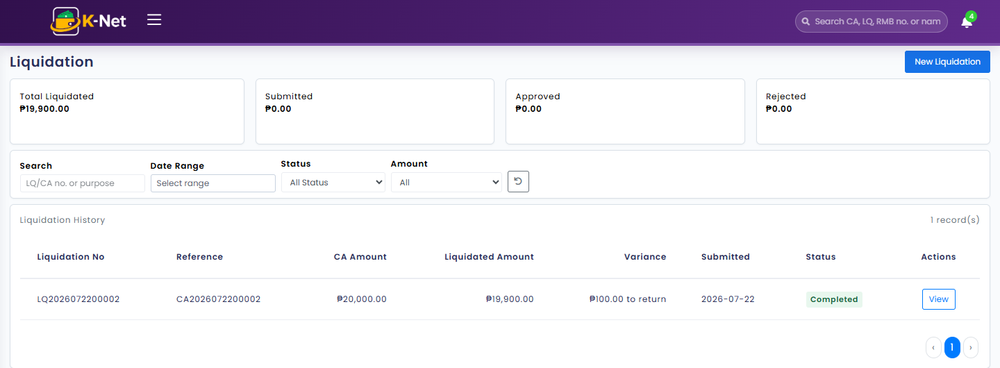 K-Net
Search CA, LQ, RMB no. or nam
4
Liquidation
New Liquidation
Total Liquidated
₱19,900.00
Submitted
₱0.00
Approved
₱0.00
Rejected
₱0.00
Search
LQ/CA no. or purpose
Date Range
Select range
Status
All Status
Amount
All
Liquidation History
1 record(s)
Liquidation No Reference CA Amount Liquidated Amount Variance Submitted Status Actions
LQ2026072200002 CA2026072200002 ₱20,000.00 ₱19,900.00 ₱100.00 to return 2026-07-22 Completed View
‹ 1 ›